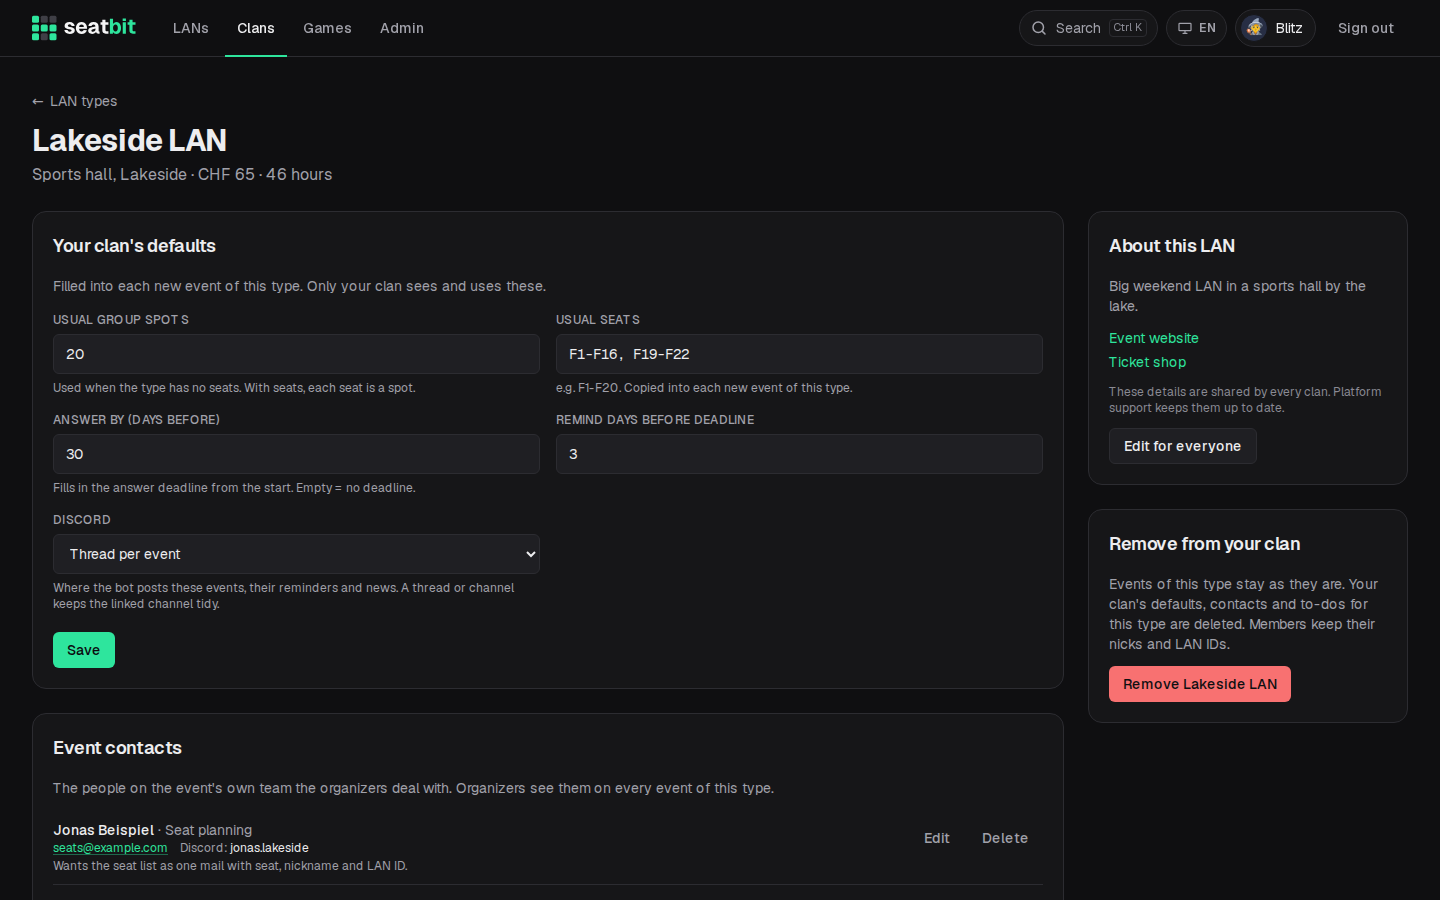 seatbit
LANs
Clans
Games
Admin
Search Ctrl K
EN
Blitz
Sign out
← LAN types
Lakeside LAN
Sports hall, Lakeside · CHF 65 · 46 hours
Your clan's defaults
Filled into each new event of this type. Only your clan sees and uses these.
USUAL GROUP SPOTS
20
Used when the type has no seats. With seats, each seat is a spot.
USUAL SEATS
F1-F16, F19-F22
e.g. F1-F20. Copied into each new event of this type.
ANSWER BY (DAYS BEFORE)
30
Fills in the answer deadline from the start. Empty = no deadline.
REMIND DAYS BEFORE DEADLINE
3
DISCORD
Thread per event
Where the bot posts these events, their reminders and news. A thread or channel
keeps the linked channel tidy.
Save
Event contacts
The people on the event's own team the organizers deal with. Organizers see them on every event of this type.
Jonas Beispiel · Seat planning
seats@example.com Discord: jonas.lakeside
Wants the seat list as one mail with seat, nickname and LAN ID.
Edit
Delete
About this LAN
Big weekend LAN in a sports hall by the
lake.
Event website
Ticket shop
These details are shared by every clan. Platform
support keeps them up to date.
Edit for everyone
Remove from your clan
Events of this type stay as they are. Your
clan's defaults, contacts and to-dos for
this type are deleted. Members keep their
nicks and LAN IDs.
Remove Lakeside LAN